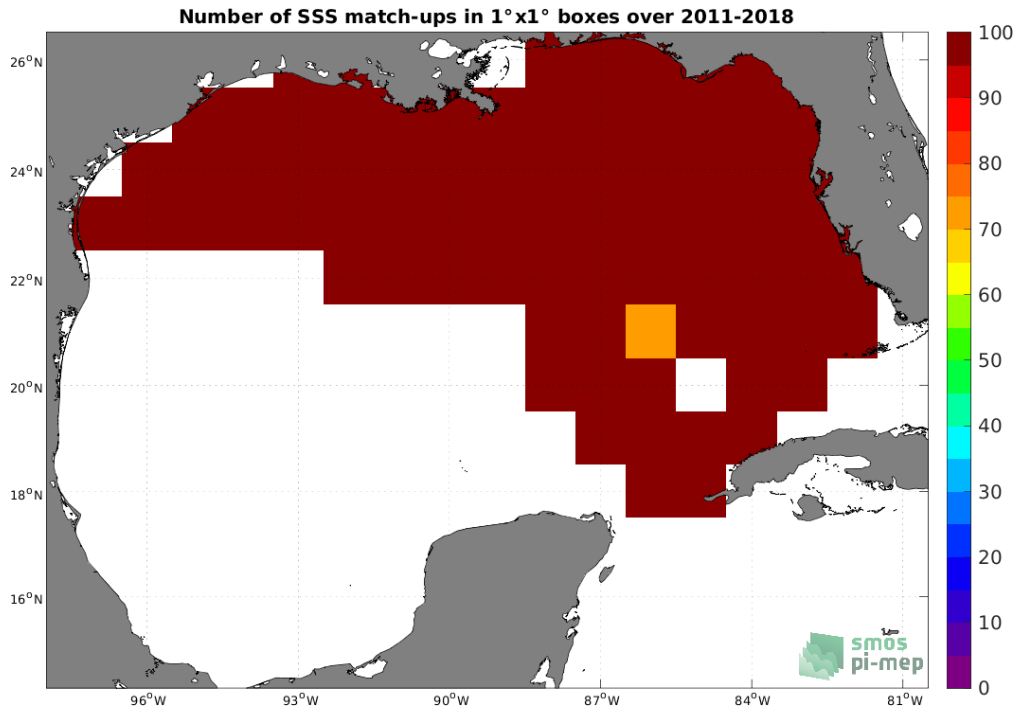 Number of SSS match-ups in 1°x1° boxes over 2011-2018
26°N
24°N
22°N
20°N
18°N
16°N
96°W
93°W
90°W
87°W
84°W
81°W
100
90
80
70
60
50
40
30
20
10
0
smos
pi-mep